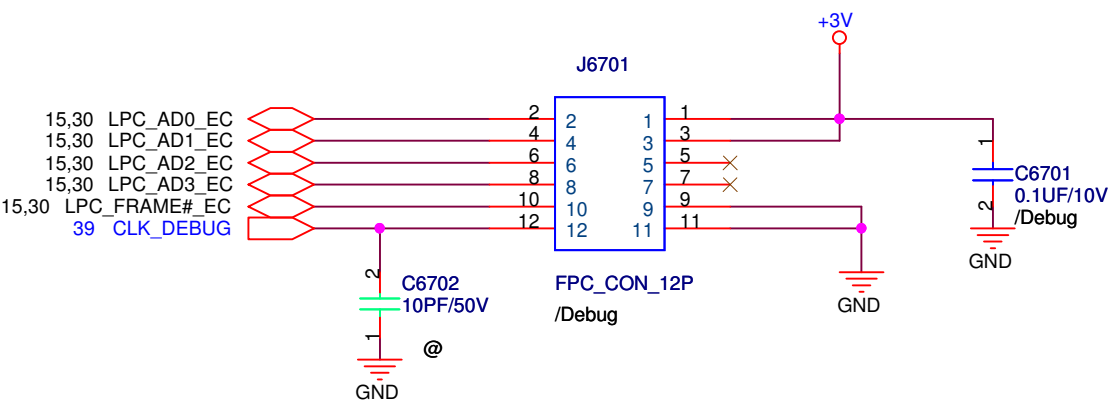 +3V
J6701
15,30 LPC_AD0_EC 2 2 1 1
15,30 LPC_AD1_EC 4 4 3 3
15,30 LPC_AD2_EC 6 6 5 5
15,30 LPC_AD3_EC 8 8 7 7
15,30 LPC_FRAME#_EC 10 10 9 9
39 CLK_DEBUG 12 12 11 11
1
C6701
0.1UF/10V
2 /Debug
GND
2
C6702
10PF/50V
1
@
GND
FPC_CON_12P
/Debug
GND